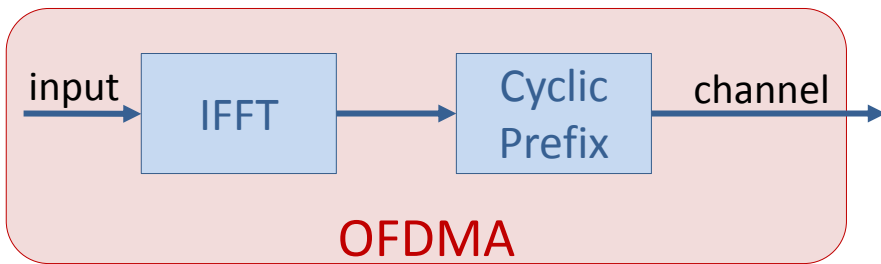 input
IFFT
Cyclic
Prefix
channel
OFDMA